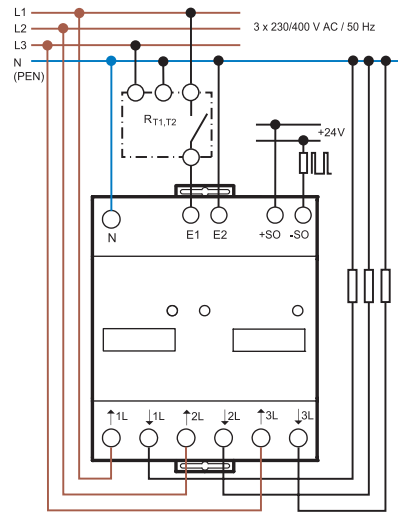 L1
L2
3 x 230/400 V AC / 50 Hz
L3
N
(PEN)
RT1,T2
+24V
N
E1
E2
+SO
-SO
1L
1L
2L
2L
3L
3L